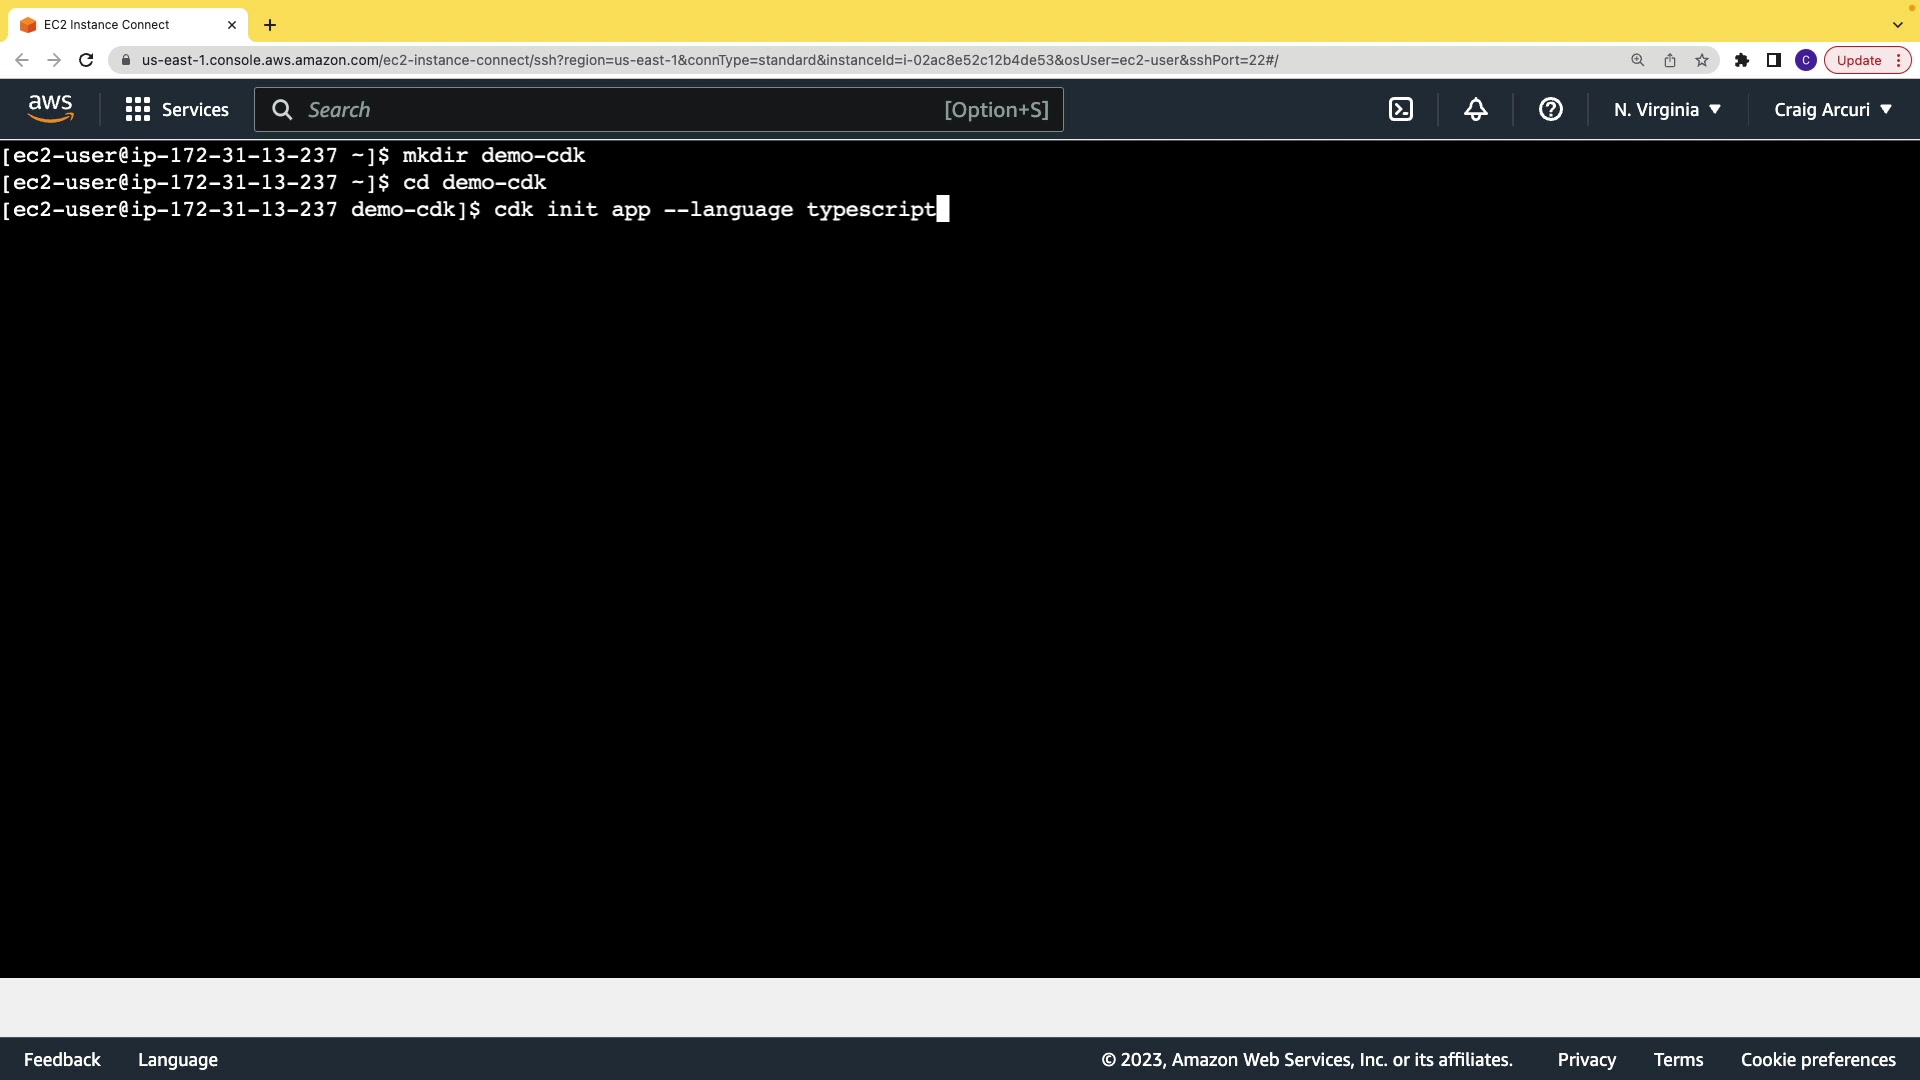 EC2 Instance Connect
us-east-1.console.aws.amazon.com/ec2-instance-connect/ssh?region=us-east-1&connType=standard&instanceId=i-02ac8e52c12b4de53&osUser=ec2-user&sshPort=22#/
C
Update
aws
Services
Search
[Option+S]
N. Virginia
Craig Arcuri
[ec2-user@ip-172-31-13-237 ~]$ mkdir demo-cdk
[ec2-user@ip-172-31-13-237 ~]$ cd demo-cdk
[ec2-user@ip-172-31-13-237 demo-cdk]$ cdk init app --language typescript
Feedback
Language
© 2023, Amazon Web Services, Inc. or its affiliates.
Privacy
Terms
Cookie preferences